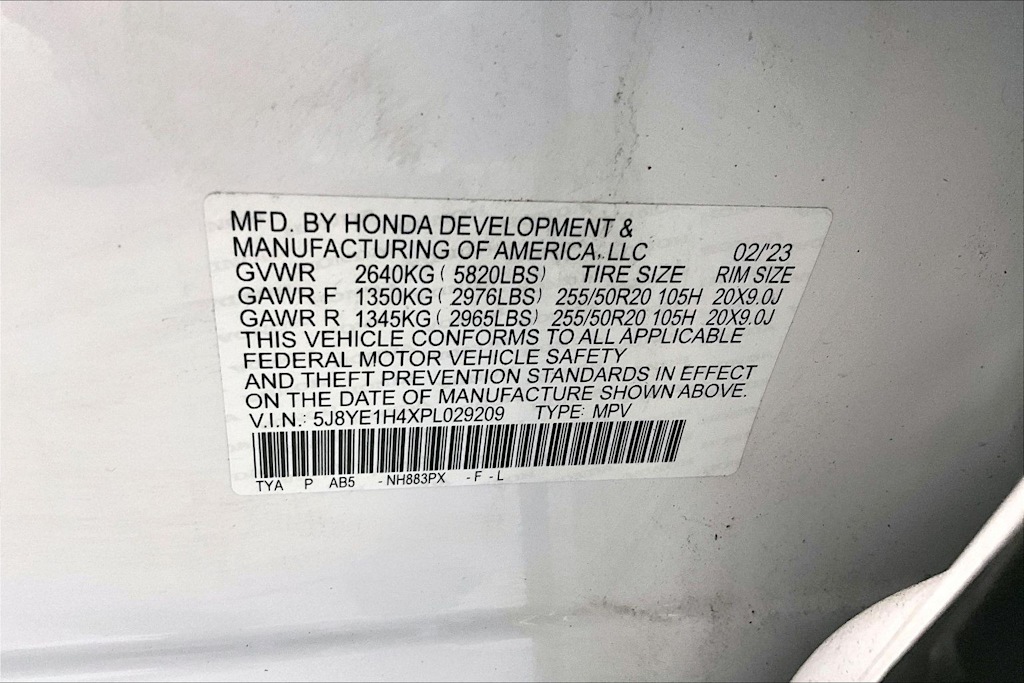 MFD. BY HONDA DEVELOPMENT &
MANUFACTURING OF AMERICA, LLC 02/'23
GVWR 2640KG ( 5820LBS) TIRE SIZE RIM SIZE
GAWR F 1350KG ( 2976LBS) 255/50R20 105H 20X9.0J
GAWR R 1345KG ( 2965LBS) 255/50R20 105H 20X9.0J
THIS VEHICLE CONFORMS TO ALL APPLICABLE
FEDERAL MOTOR VEHICLE SAFETY
AND THEFT PREVENTION STANDARDS IN EFFECT
ON THE DATE OF MANUFACTURE SHOWN ABOVE.
V.I.N.: 5J8YE1H4XPL029209 TYPE: MPV
TYA P AB5 -NH883PX -F -L